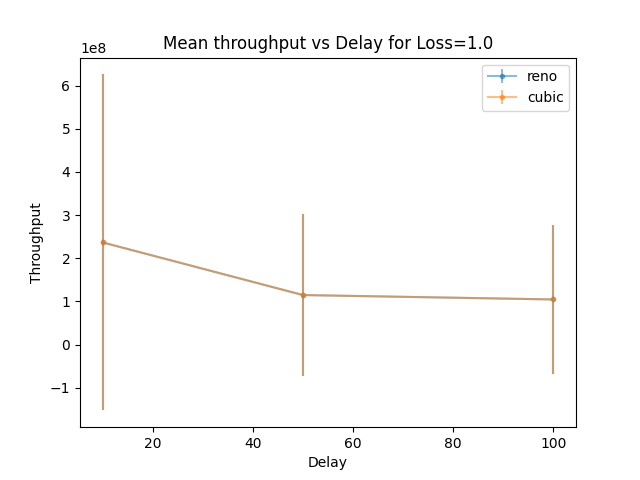 Mean throughput vs Delay for Loss=1.0
1e8
reno
cubic
6
5
4
3
2
1
0
−1
Throughput
20
40
60
80
100
Delay